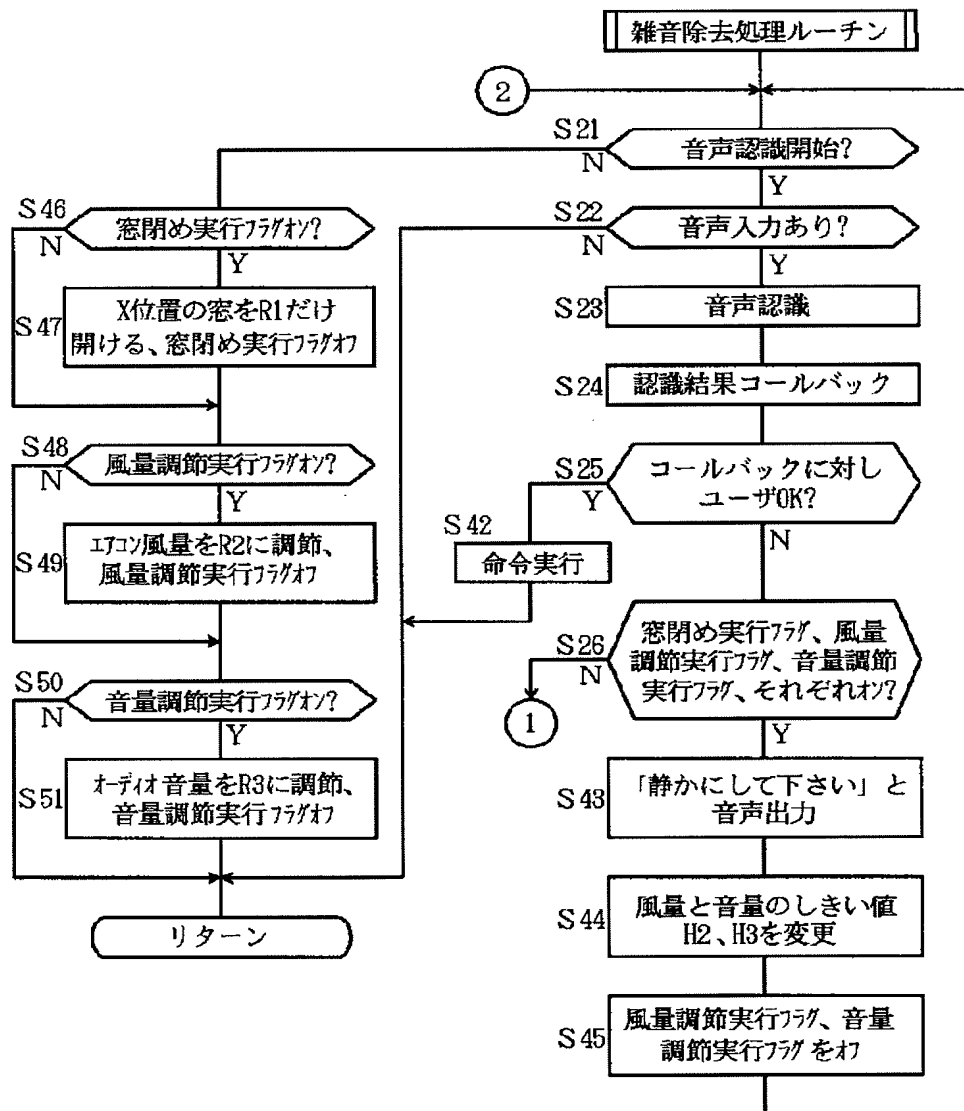 雑音除去処理ルーチン
2
S21
音声認識開始?
N
Y
S22
音声入力あり?
N
Y
S23
音声認識
S24
認識結果コールバック
S25
コールバックに対し
ユーザOK?
Y
N
S42
命令実行
S26
窓閉め実行フラグ、風量
調節実行フラグ、音量調節
実行フラグ、それぞれオン?
N
1
Y
S43
「静かにして下さい」と
音声出力
S44
風量と音量のしきい値
H2、H3を変更
S45
風量調節実行フラグ、音量
調節実行フラグをオフ
S46
窓閉め実行フラグオン?
N
Y
S47
X位置の窓をR1だけ
開ける、窓閉め実行フラグオフ
S48
風量調節実行フラグオン?
N
Y
S49
エアコン風量をR2に調節、
風量調節実行フラグオフ
S50
音量調節実行フラグオン?
N
Y
S51
オーディオ音量をR3に調節、
音量調節実行フラグオフ
リターン